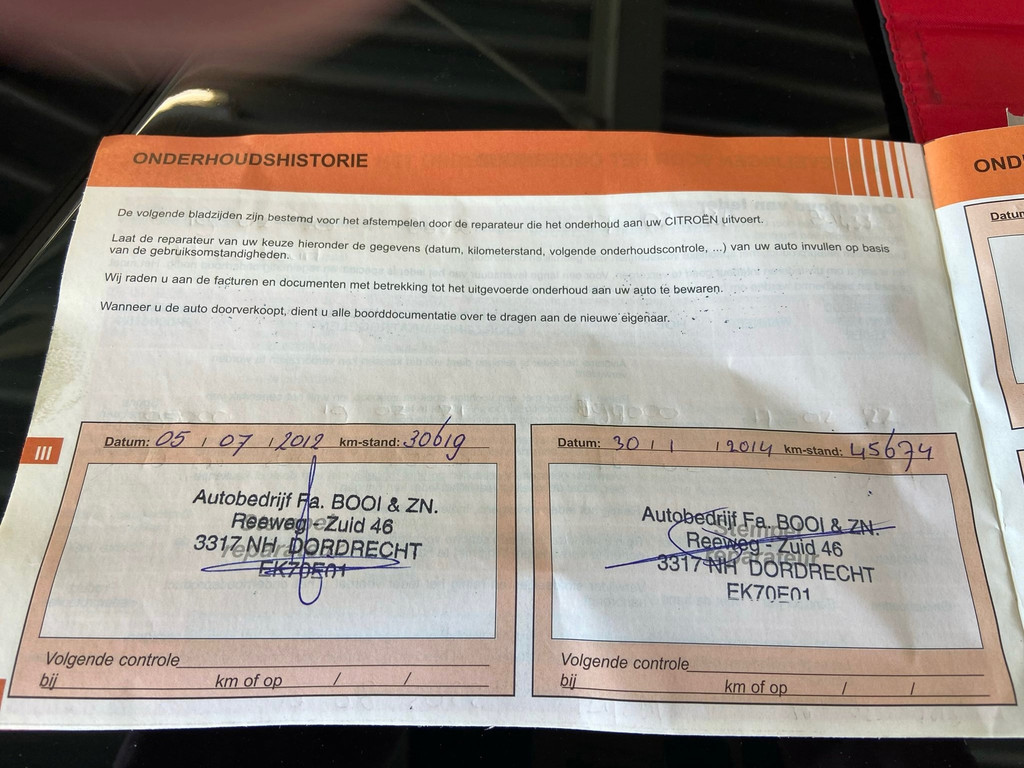 ONDERHOUDSHISTORIE
De volgende bladzijden zijn bestemd voor het afstempelen door de reparateur die het onderhoud aan uw CITROËN uitvoert.
Laat de reparateur van uw keuze hieronder de gegevens (datum, kilometerstand, volgende onderhoudscontrole, ...) van uw auto invullen op basis
van de gebruiksomstandigheden.
Wij raden u aan de facturen en documenten met betrekking tot het uitgevoerde onderhoud aan uw auto te bewaren.
Wanneer u de auto doorverkoopt, dient u alle boorddocumentatie over te dragen aan de nieuwe eigenaar.
III
Datum: 05 / 07 / 2012 km-stand: 30619
Stempel
reparateur
Autobedrijf Fa. BOOI & ZN.
Reeweg - Zuid 46
3317 NH DORDRECHT
EK70E01
Volgende controle
bij km of op / /
Datum: 30 / 1 / 2014 km-stand: 45674
Stempel
reparateur
Autobedrijf Fa. BOOI & ZN.
Reeweg - Zuid 46
3317 NH DORDRECHT
EK70E01
Volgende controle
bij km of op / /
OND
Datum